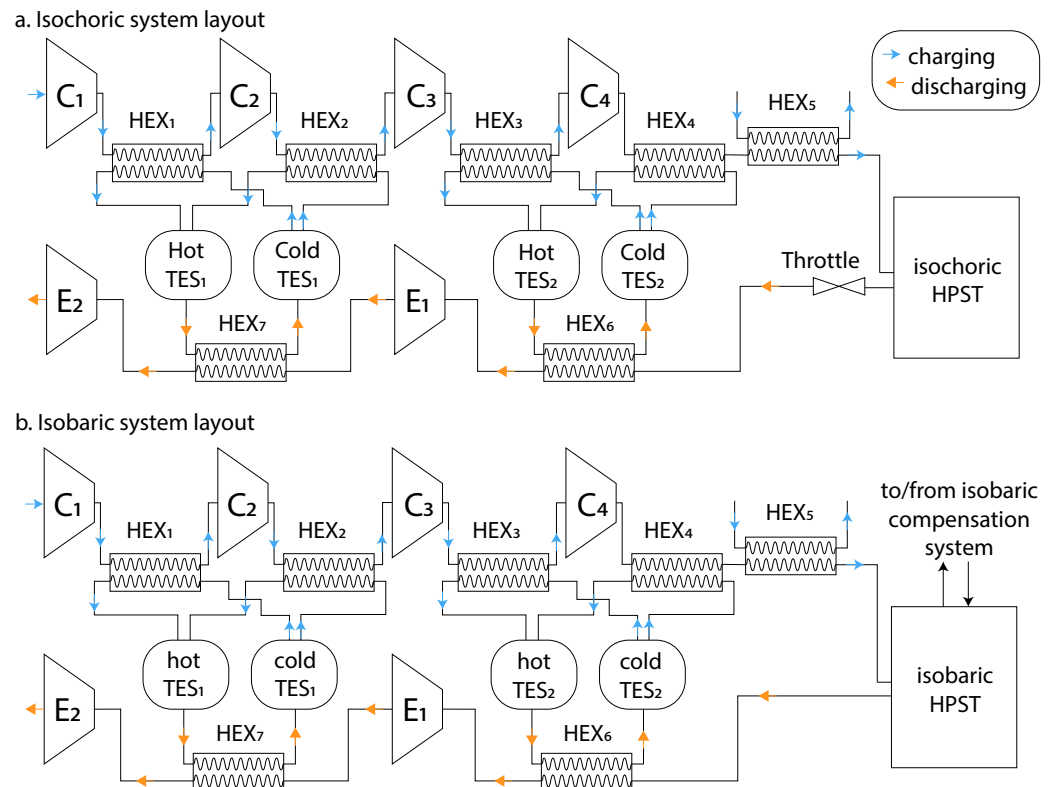 a. Isochoric system layout
C1
C2
C3
C4
HEX5
charging
discharging
HEX1
HEX2
HEX3
HEX4
Hot
TES1
Cold
TES1
Hot
TES2
Cold
TES2
Throttle
isochoric
HPST
E2
E1
HEX7
HEX6
b. Isobaric system layout
C1
C2
C3
C4
HEX5
to/from isobaric
compensation
system
HEX1
HEX2
HEX3
HEX4
hot
TES1
cold
TES1
hot
TES2
cold
TES2
isobaric
HPST
E2
E1
HEX7
HEX6